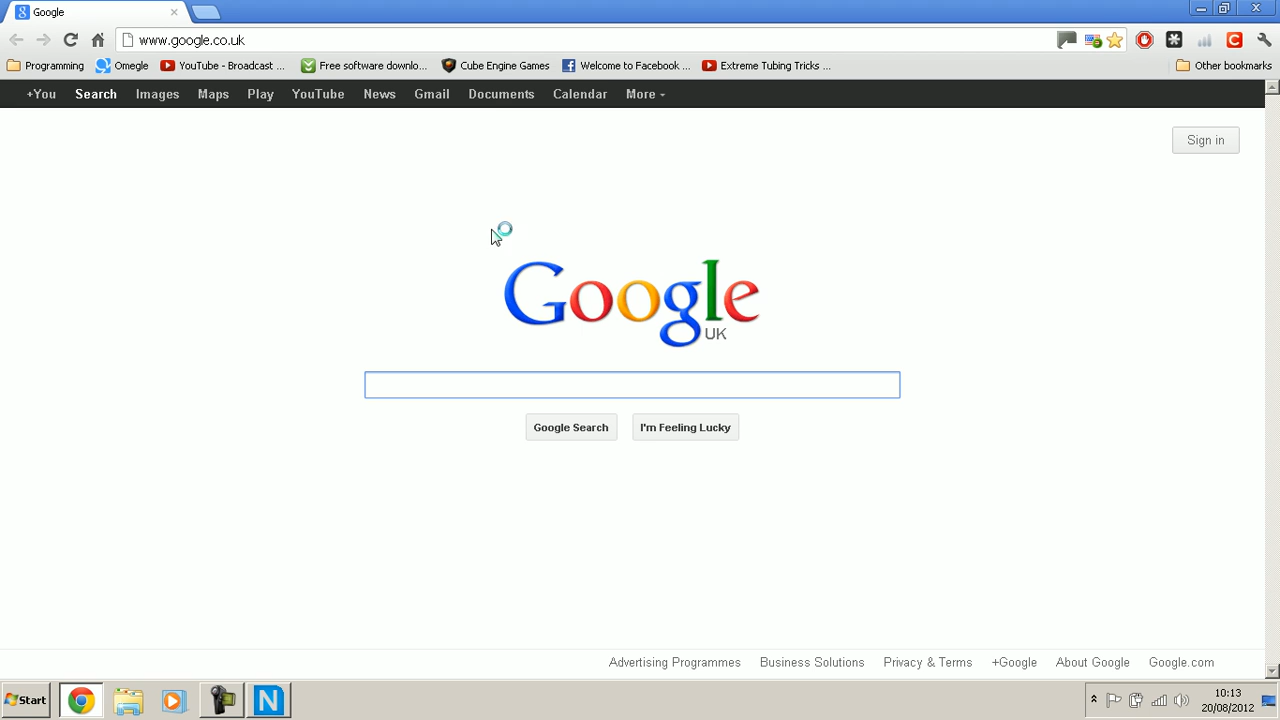 Google
www.google.co.uk
Programming Omegle YouTube - Broadcast ... Free software downlo... Cube Engine Games Welcome to Facebook ... Extreme Tubing Tricks ... Other bookmarks
+You Search Images Maps Play YouTube News Gmail Documents Calendar More
Sign in
Google
UK
Google Search I'm Feeling Lucky
Advertising Programmes Business Solutions Privacy & Terms +Google About Google Google.com
Start 10:13
20/08/2012